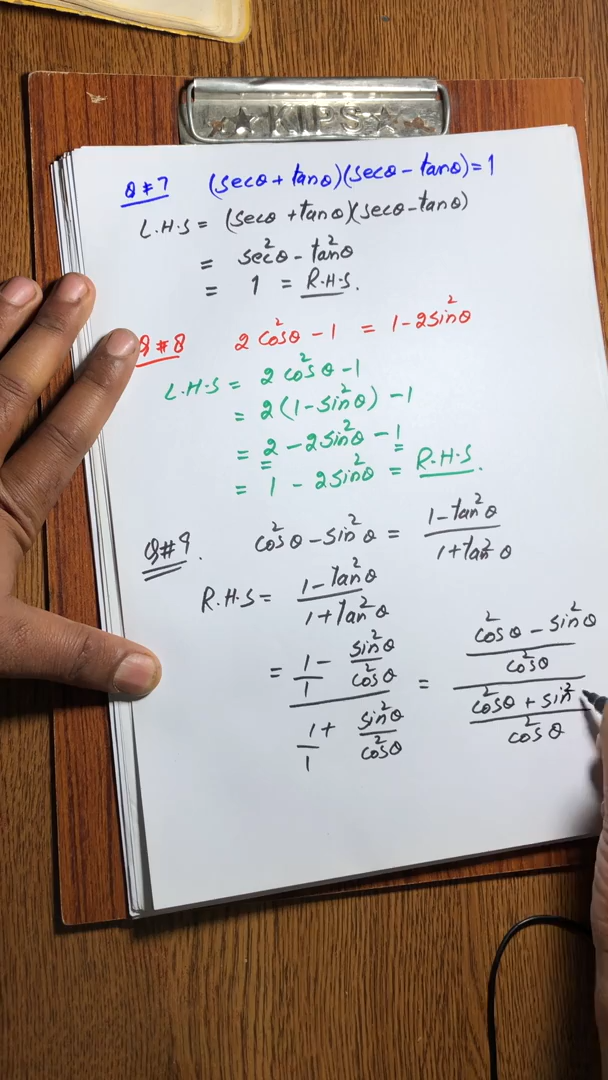 KIPS
Q#7 (secθ + tanθ)(secθ - tanθ) = 1
L.H.S = (secθ + tanθ)(secθ - tanθ)
= sec²θ - tan²θ
= 1 = R.H.S.
Q#8 2cos²θ - 1 = 1 - 2sin²θ
L.H.S = 2cos²θ - 1
= 2(1 - sin²θ) - 1
= 2 - 2sin²θ - 1
= 1 - 2sin²θ = R.H.S.
Q#9. cos²θ - sin²θ = (1 - tan²θ)/(1 + tan²θ)
R.H.S = (1 - tan²θ)/(1 + tan²θ)
= (1/1 - sin²θ/cos²θ)/(1/1 + sin²θ/cos²θ) = ((cos²θ - sin²θ)/cos²θ)/((cos²θ + sin²)/cos²θ)